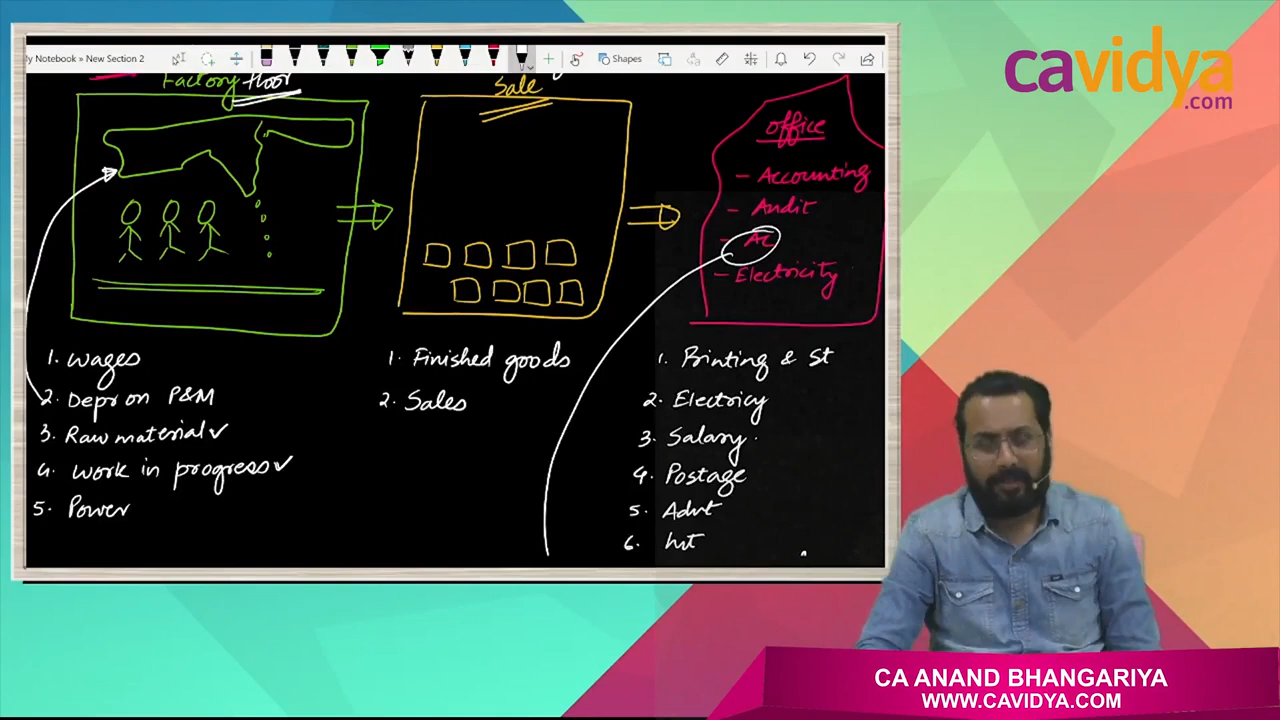 ly Notebook » New Section 2
Shapes
cavidya
.com
Factory floor
Sale
office
- Accounting
- Audit
- AC
- Electricity
1. wages
2. Depr on P&M
3. Raw material ✓
4. work in progress ✓
5. Power
1. Finished goods
2. Sales
1. Printing & St
2. Electricy
3. Salary
4. Postage
5. Advt
6. Int
CA ANAND BHANGARIYA
WWW.CAVIDYA.COM